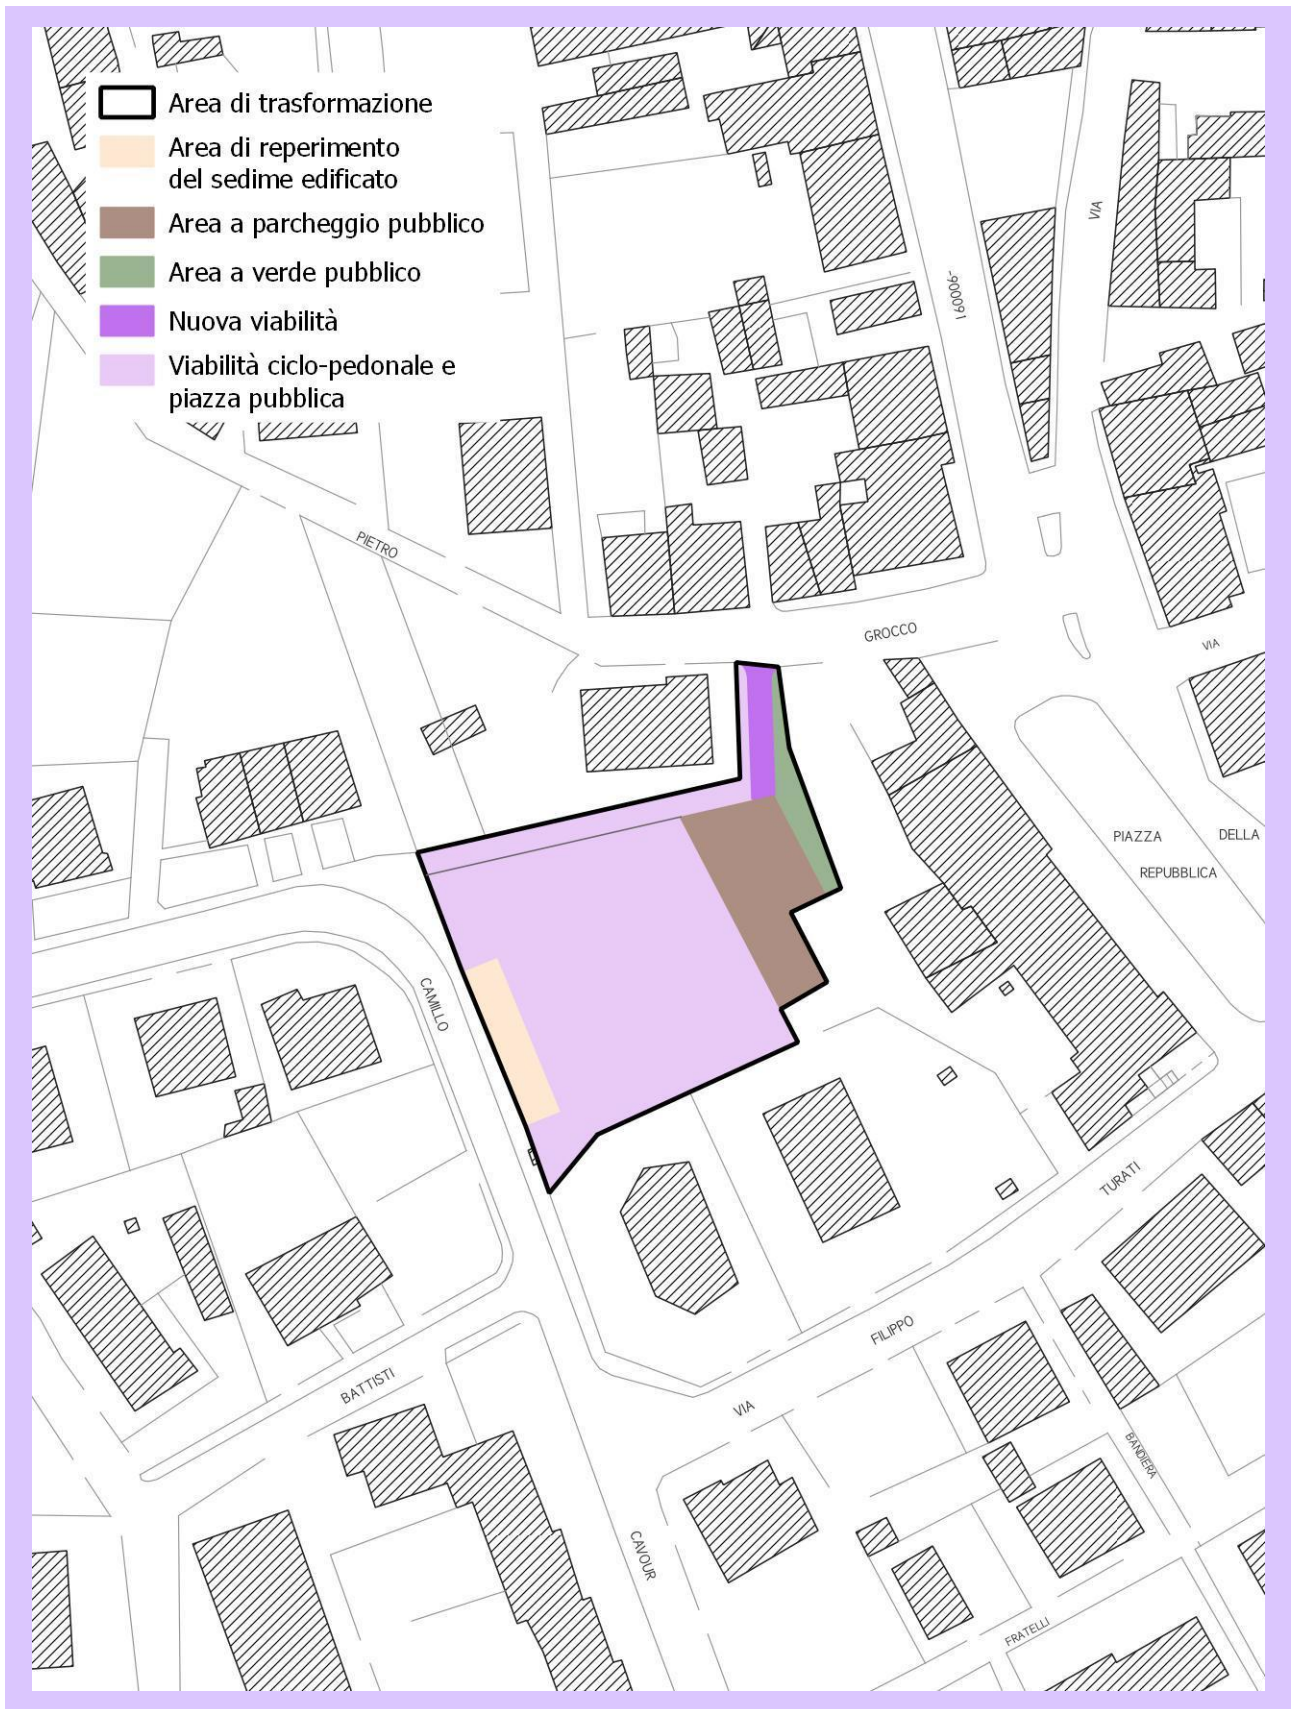 Area di trasformazione
Area di reperimento
del sedime edificato
Area a parcheggio pubblico
Area a verde pubblico
Nuova viabilità
Viabilità ciclo-pedonale e
piazza pubblica
VIA
PIETRO
GROCCO
VIA
PIAZZA
DELLA
REPUBBLICA
CAMILLO
TURATI
FILIPPO
BATTISTI
VIA
BANDIERA
CAVOUR
FRATELLI